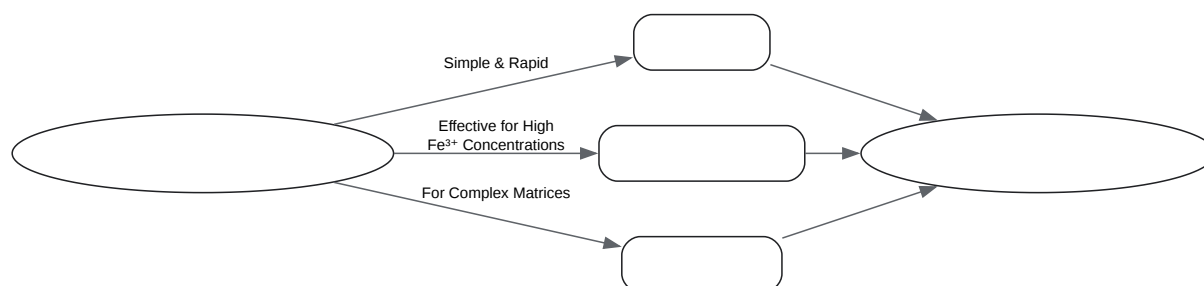 Simple & Rapid
Effective for High
Fe³⁺ Concentrations
For Complex Matrices